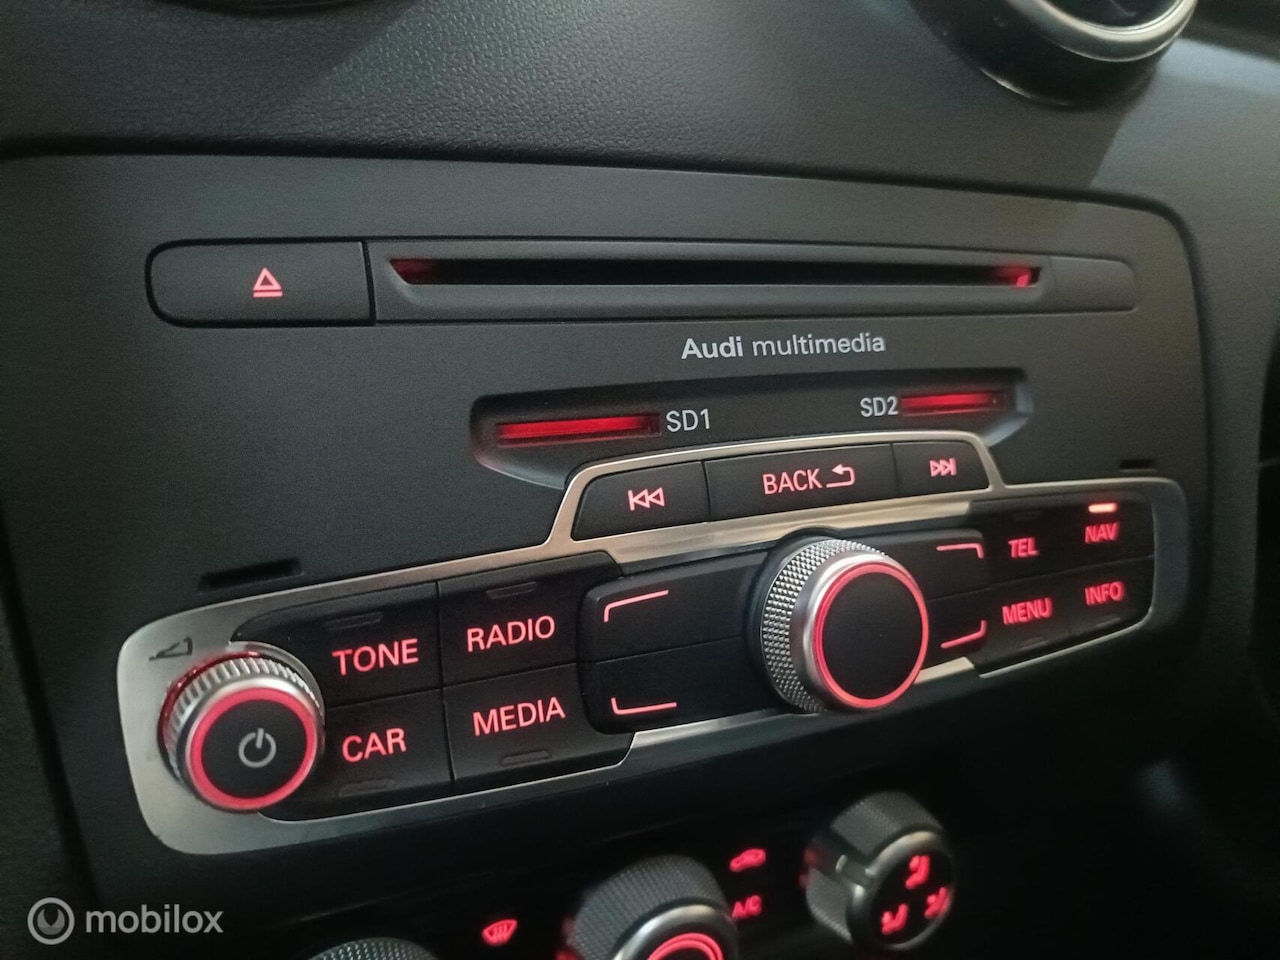 Audi multimedia
SD1
SD2
BACK
TEL
NAV
TONE
RADIO
MENU
INFO
CAR
MEDIA
A/C
mobilox